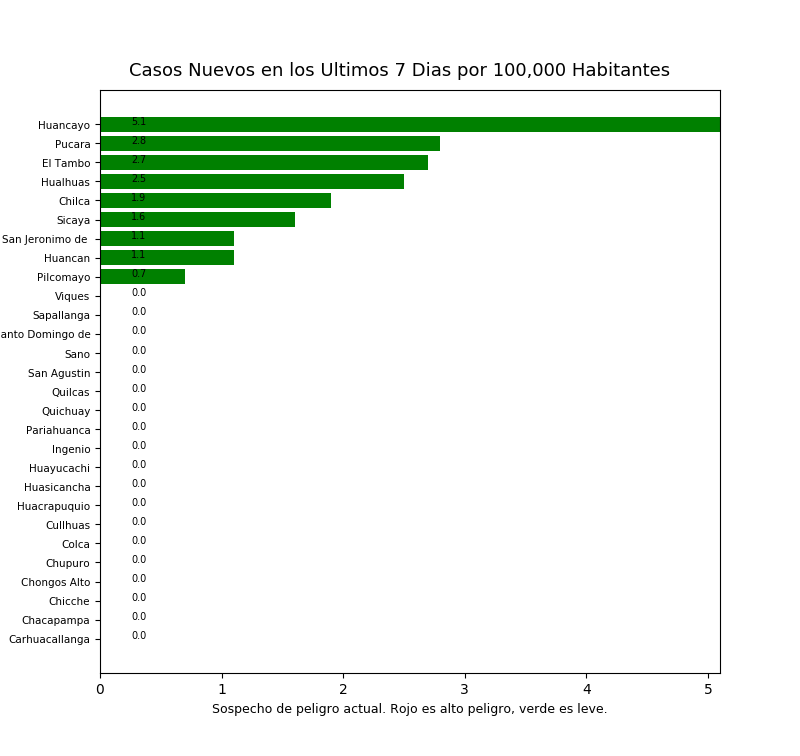 Casos Nuevos en los Ultimos 7 Dias por 100,000 Habitantes
Huancayo 5.1
Pucara 2.8
El Tambo 2.7
Hualhuas 2.5
Chilca 1.9
Sicaya 1.6
San Jeronimo de 1.1
Huancan 1.1
Pilcomayo 0.7
Viques 0.0
Sapallanga 0.0
anto Domingo de 0.0
Sano 0.0
San Agustin 0.0
Quilcas 0.0
Quichuay 0.0
Pariahuanca 0.0
Ingenio 0.0
Huayucachi 0.0
Huasicancha 0.0
Huacrapuquio 0.0
Cullhuas 0.0
Colca 0.0
Chupuro 0.0
Chongos Alto 0.0
Chicche 0.0
Chacapampa 0.0
Carhuacallanga 0.0
0 1 2 3 4 5
Sospecho de peligro actual. Rojo es alto peligro, verde es leve.